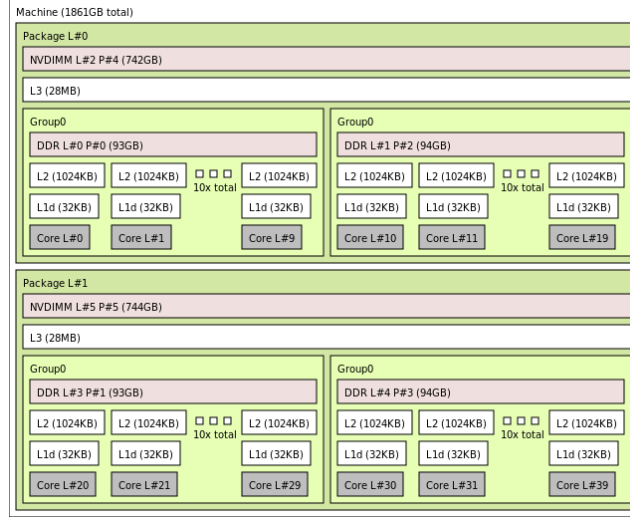 Machine (1861GB total)
Package L#0
NVDIMM L#2 P#4 (742GB)
L3 (28MB)
Group0
DDR L#0 P#0 (93GB)
L2 (1024KB) L2 (1024KB) L2 (1024KB)
10x total
L1d (32KB) L1d (32KB) L1d (32KB)
Core L#0 Core L#1 Core L#9
Group0
DDR L#1 P#2 (94GB)
L2 (1024KB) L2 (1024KB) L2 (1024KB)
10x total
L1d (32KB) L1d (32KB) L1d (32KB)
Core L#10 Core L#11 Core L#19
Package L#1
NVDIMM L#5 P#5 (744GB)
L3 (28MB)
Group0
DDR L#3 P#1 (93GB)
L2 (1024KB) L2 (1024KB) L2 (1024KB)
10x total
L1d (32KB) L1d (32KB) L1d (32KB)
Core L#20 Core L#21 Core L#29
Group0
DDR L#4 P#3 (94GB)
L2 (1024KB) L2 (1024KB) L2 (1024KB)
10x total
L1d (32KB) L1d (32KB) L1d (32KB)
Core L#30 Core L#31 Core L#39